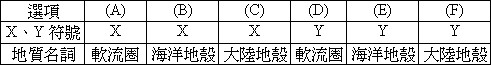 選項 (A) (B) (C) (D) (E) (F)
X、Y 符號 X X X Y Y Y
地質名詞 軟流圈 海洋地殼 大陸地殼 軟流圈 海洋地殼 大陸地殼